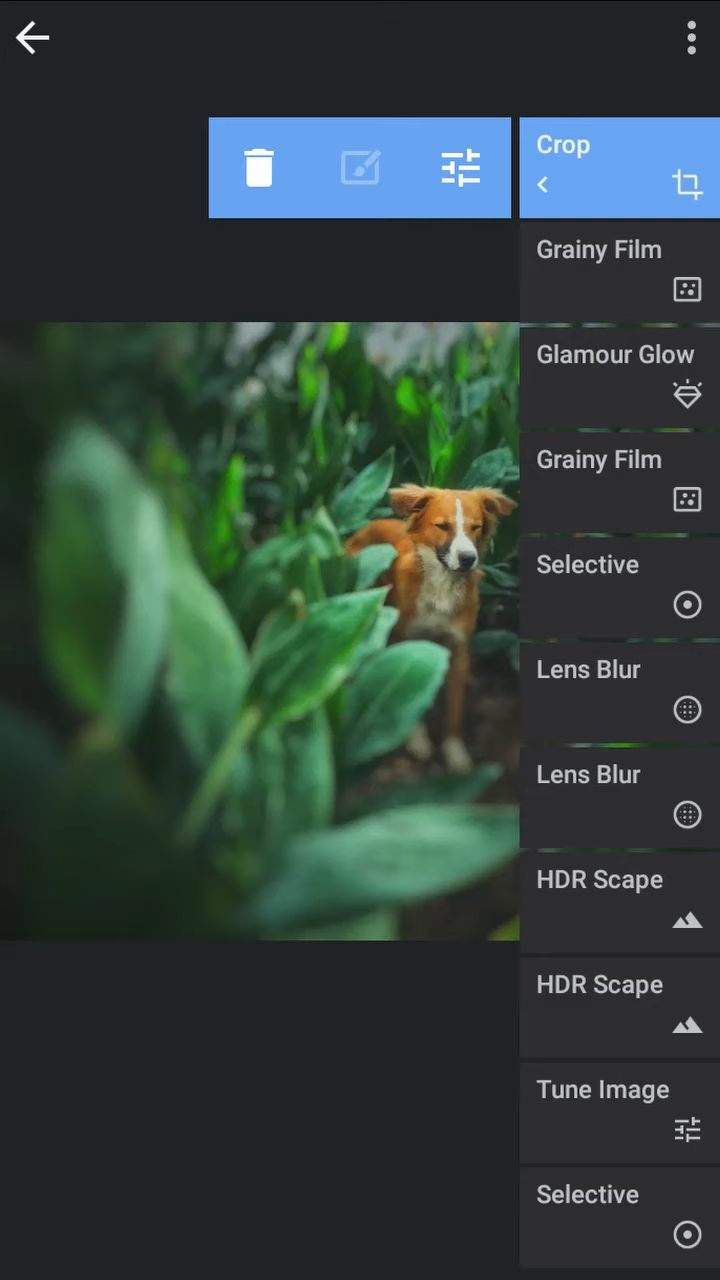 Crop
Grainy Film
Glamour Glow
Grainy Film
Selective
Lens Blur
Lens Blur
HDR Scape
HDR Scape
Tune Image
Selective